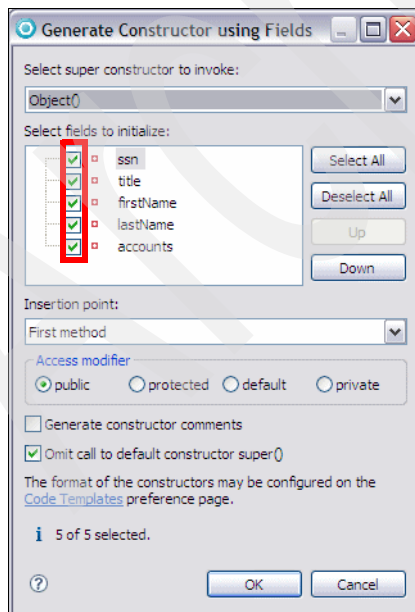 Generate Constructor using Fields
Select super constructor to invoke:
Object()
Select fields to initialize:
ssn
title
firstName
lastName
accounts
Select All
Deselect All
Up
Down
Insertion point:
First method
Access modifier
public protected default private
Generate constructor comments
Omit call to default constructor super()
The format of the constructors may be configured on the
Code Templates preference page.
i 5 of 5 selected.
? OK Cancel